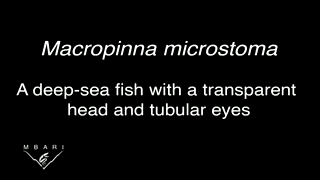 Macropinna microstoma
A deep-sea fish with a transparent
head and tubular eyes
MBARI